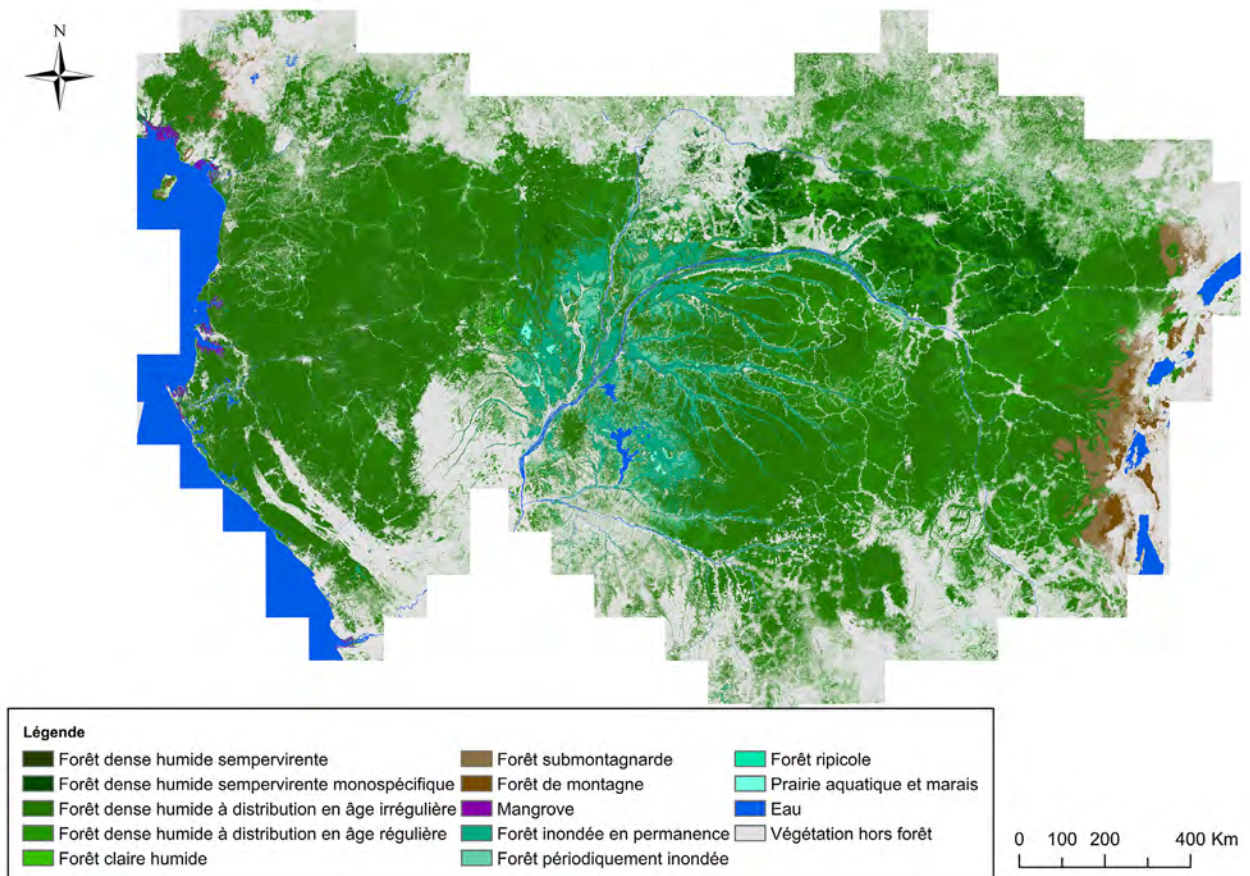 N
Légende
Forêt dense humide sempervirente
Forêt dense humide sempervirente monospécifique
Forêt dense humide à distribution en âge irrégulière
Forêt dense humide à distribution en âge régulière
Forêt claire humide
Forêt submontagnarde
Forêt de montagne
Mangrove
Forêt inondée en permanence
Forêt périodiquement inondée
Forêt ripicole
Prairie aquatique et marais
Eau
Végétation hors forêt
0 100 200 400 Km